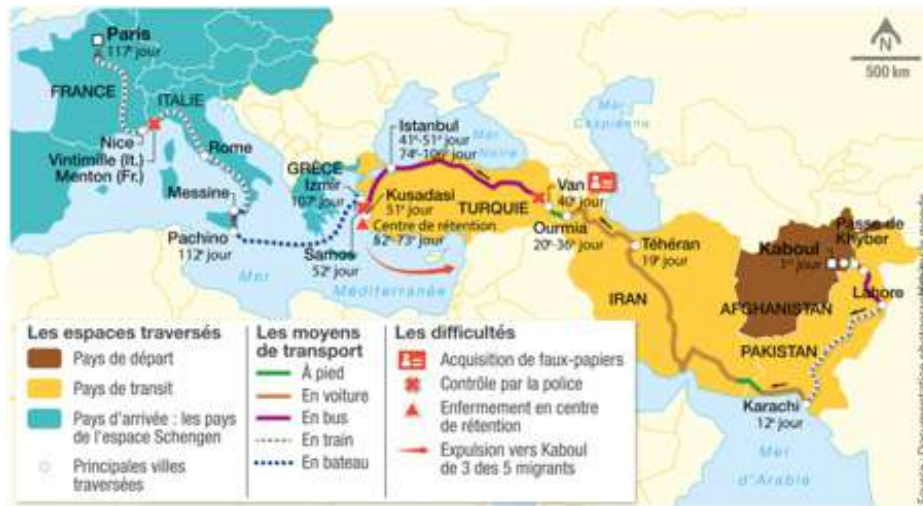 Paris
117e jour
FRANCE
ITALIE
Nice
Vintimille (It.)
Menton (Fr.)
Rome
Messine
Pachino
112e jour
GRÈCE
Izmir
107e jour
Samos
52e jour
Istanbul
41e-51e jour
74e-106e jour
Mer
Noire
Kusadasi
51e jour
Centre de rétention
52e-73e jour
TURQUIE
Van
40e jour
Ourmia
20e-36e jour
Mer
Caspienne
Téhéran
19e jour
IRAN
Kaboul
1er jour
Passe de
Khyber
Lahore
AFGHANISTAN
PAKISTAN
Karachi
12e jour
Mer
d'Arabie
Mer
Méditerranée
N
500 km
Les espaces traversés
Pays de départ
Pays de transit
Pays d'arrivée : les pays
de l'espace Schengen
Principales villes
traversées
Les moyens
de transport
À pied
En voiture
En bus
En train
En bateau
Les difficultés
Acquisition de faux-papiers
Contrôle par la police
Enfermement en centre
de rétention
Expulsion vers Kaboul
de 3 des 5 migrants